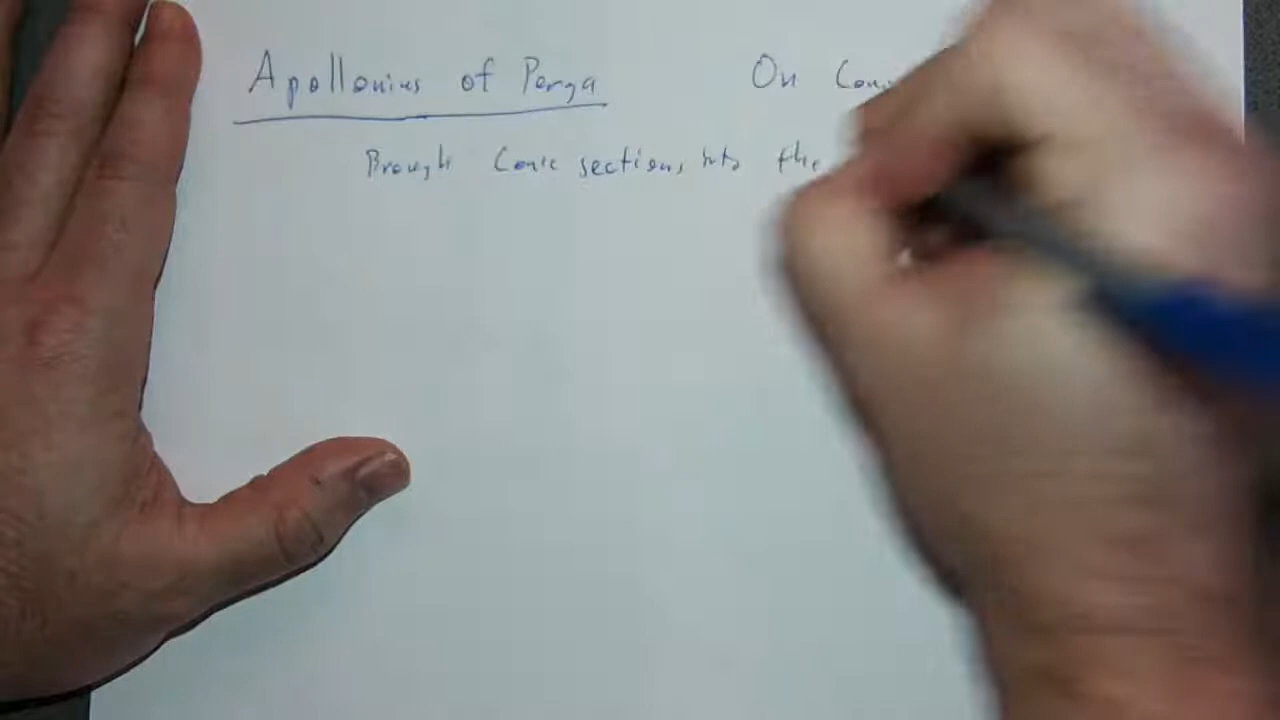 Apollonius of Perga On
Brought Conic sections into the